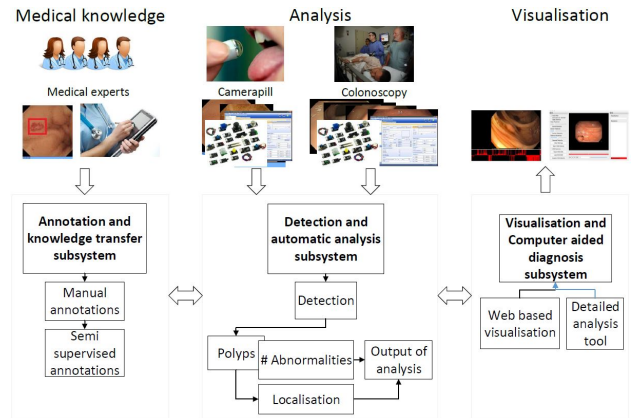 Medical knowledge
Analysis
Visualisation
Medical experts
Camerapill
Colonoscopy
Annotation and
knowledge transfer
subsystem
Manual
annotations
Semi
supervised
annotations
Detection and
automatic analysis
subsystem
Detection
Polyps
# Abnormalities
Output of
analysis
Localisation
Visualisation and
Computer aided
diagnosis
subsystem
Web based
visualisation
Detailed
analysis
tool